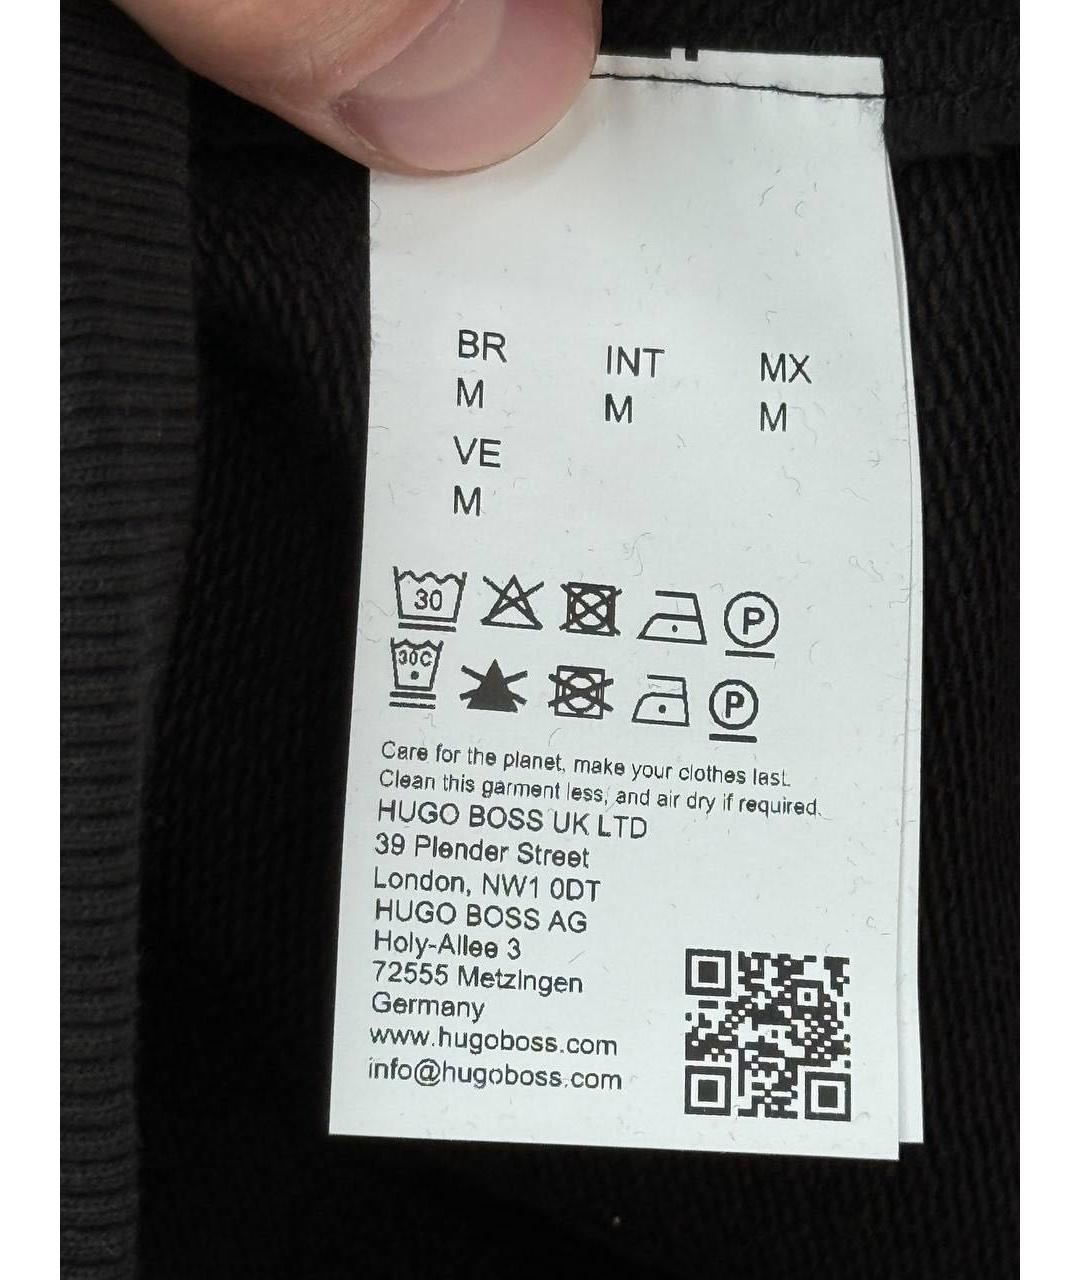 BR INT MX
M M M
VE
M
30 P
30C P
Care for the planet, make your clothes last.
Clean this garment less, and air dry if required.
HUGO BOSS UK LTD
39 Plender Street
London, NW1 0DT
HUGO BOSS AG
Holy-Allee 3
72555 Metzingen
Germany
www.hugoboss.com
info@hugoboss.com